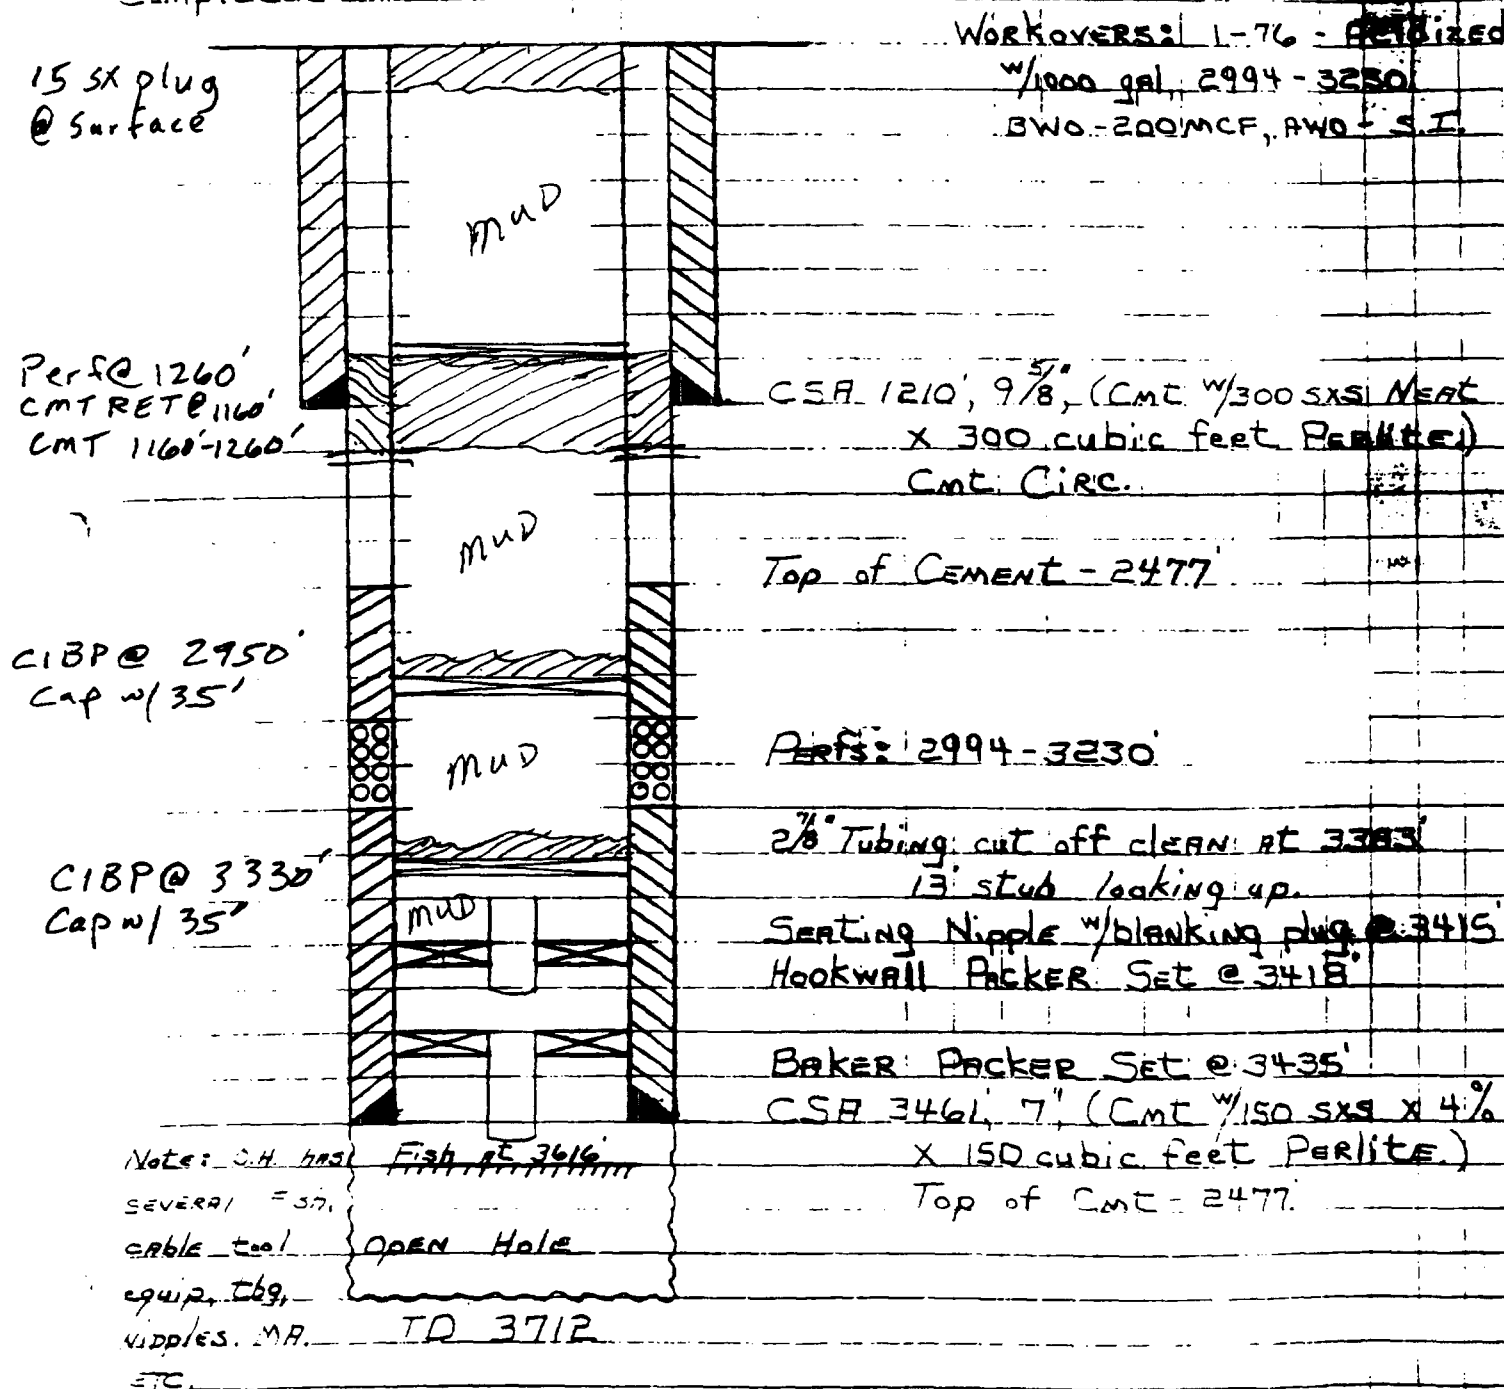 WORKOVERS: 1-76 - Acidized
w/1000 gal, 2994-3230'
BWO-200 MCF, AWO - S.I.
15 sx plug
@ Surface
MUD
Perf @ 1260'
CMT RET @ 1160'
CMT 1160'-1260'
CSA 1210', 9 5/8", (Cmt w/300 sxs Neat
X 300 cubic feet Perlite)
Cmt Circ.
MUD
Top of Cement - 2477'
CIBP @ 2950'
Cap w/ 35'
MUD
Perfs: 2994-3230'
2 7/8" Tubing cut off clean at 3383'
13' stub looking up.
CIBP @ 3330'
Cap w/ 35'
MUD
Seating Nipple w/blanking plug @ 3415'
Hookwall Packer Set @ 3418'
Baker Packer Set @ 3435'
CSA 3461', 7", (Cmt w/150 sxs X 4%
X 150 cubic feet Perlite.)
Top of Cmt - 2477'
Note: O.H. has
several
cable tool
equip, tbg,
nipples.
ETC.
Fish at 3616'
Open Hole
TD 3712